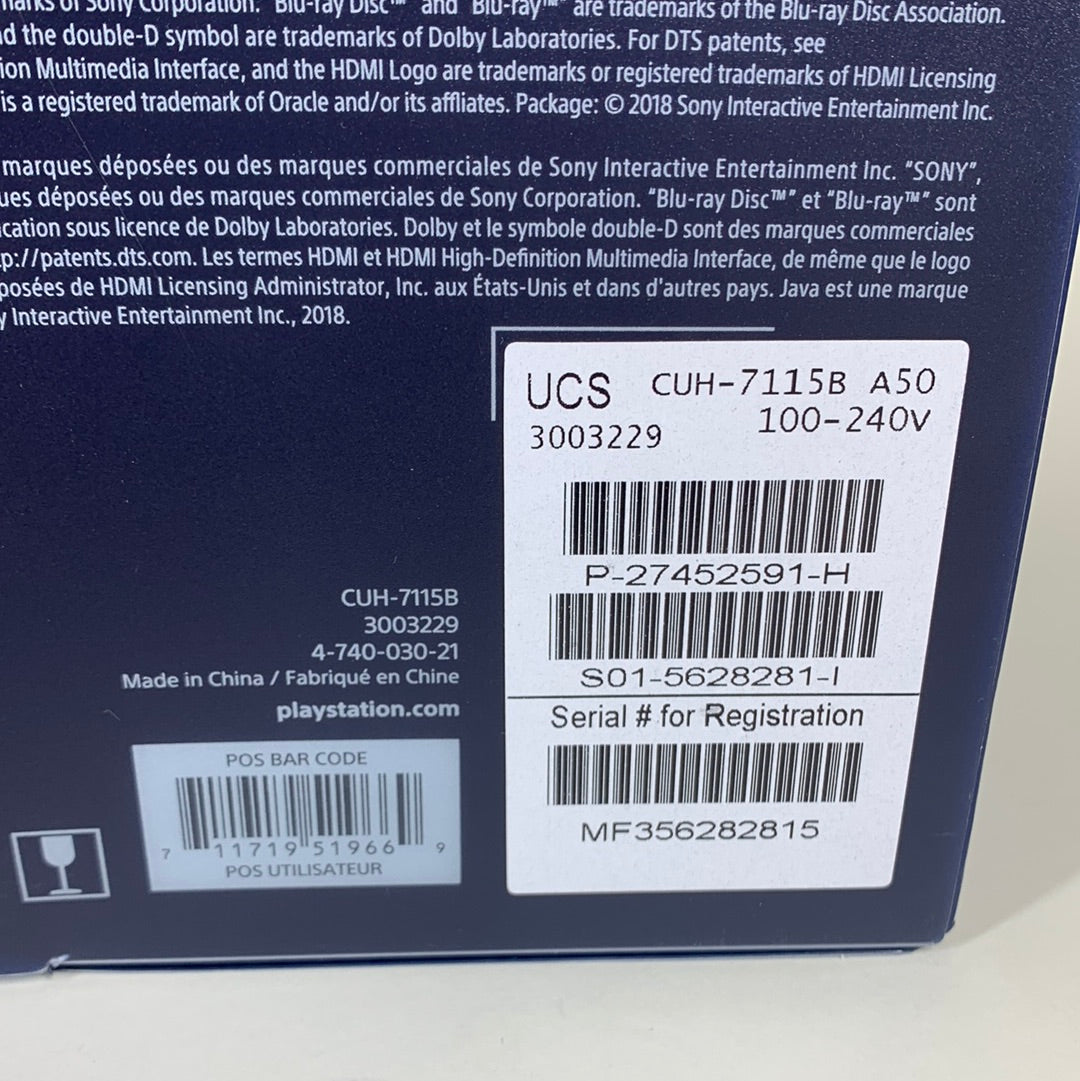 of Sony Corporation. "Blu-ray Disc™" and "Blu-ray™" are trademarks of the Blu-ray Disc Association.
the double-D symbol are trademarks of Dolby Laboratories. For DTS patents, see
Multimedia Interface, and the HDMI Logo are trademarks or registered trademarks of HDMI Licensing
is a registered trademark of Oracle and/or its affliates. Package: © 2018 Sony Interactive Entertainment Inc.
marques déposées ou des marques commerciales de Sony Interactive Entertainment Inc. "SONY",
déposées ou des marques commerciales de Sony Corporation. "Blu-ray Disc™" et "Blu-ray™" sont
sous licence de Dolby Laboratories. Dolby et le symbole double-D sont des marques commerciales
p://patents.dts.com. Les termes HDMI et HDMI High-Definition Multimedia Interface, de même que le logo
posées de HDMI Licensing Administrator, Inc. aux États-Unis et dans d'autres pays. Java est une marque
y Interactive Entertainment Inc., 2018.
UCS CUH-7115B A50
3003229 100-240V
P-27452591-H
S01-5628281-I
Serial # for Registration
MF356282815
CUH-7115B
3003229
4-740-030-21
Made in China / Fabriqué en Chine
playstation.com
POS BAR CODE
7 11719 51966 9
POS UTILISATEUR